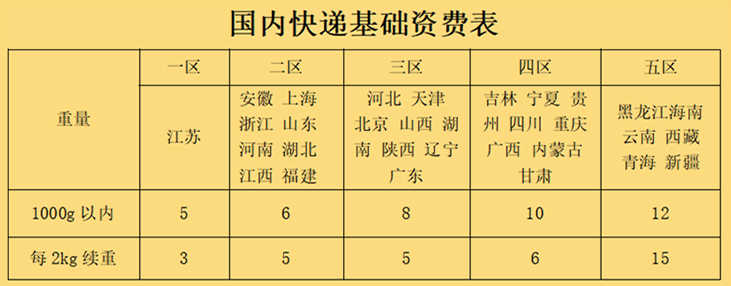 国内快递基础资费表
重量 一区 二区 三区 四区 五区
江苏
安徽 上海
浙江 山东
河南 湖北
江西 福建
河北 天津
北京 山西 湖
南 陕西 辽宁
广东
吉林 宁夏 贵
州 四川 重庆
广西 内蒙古
甘肃
黑龙江海南
云南 西藏
青海 新疆
1000g 以内 5 6 8 10 12
每 2kg 续重 3 5 5 6 15